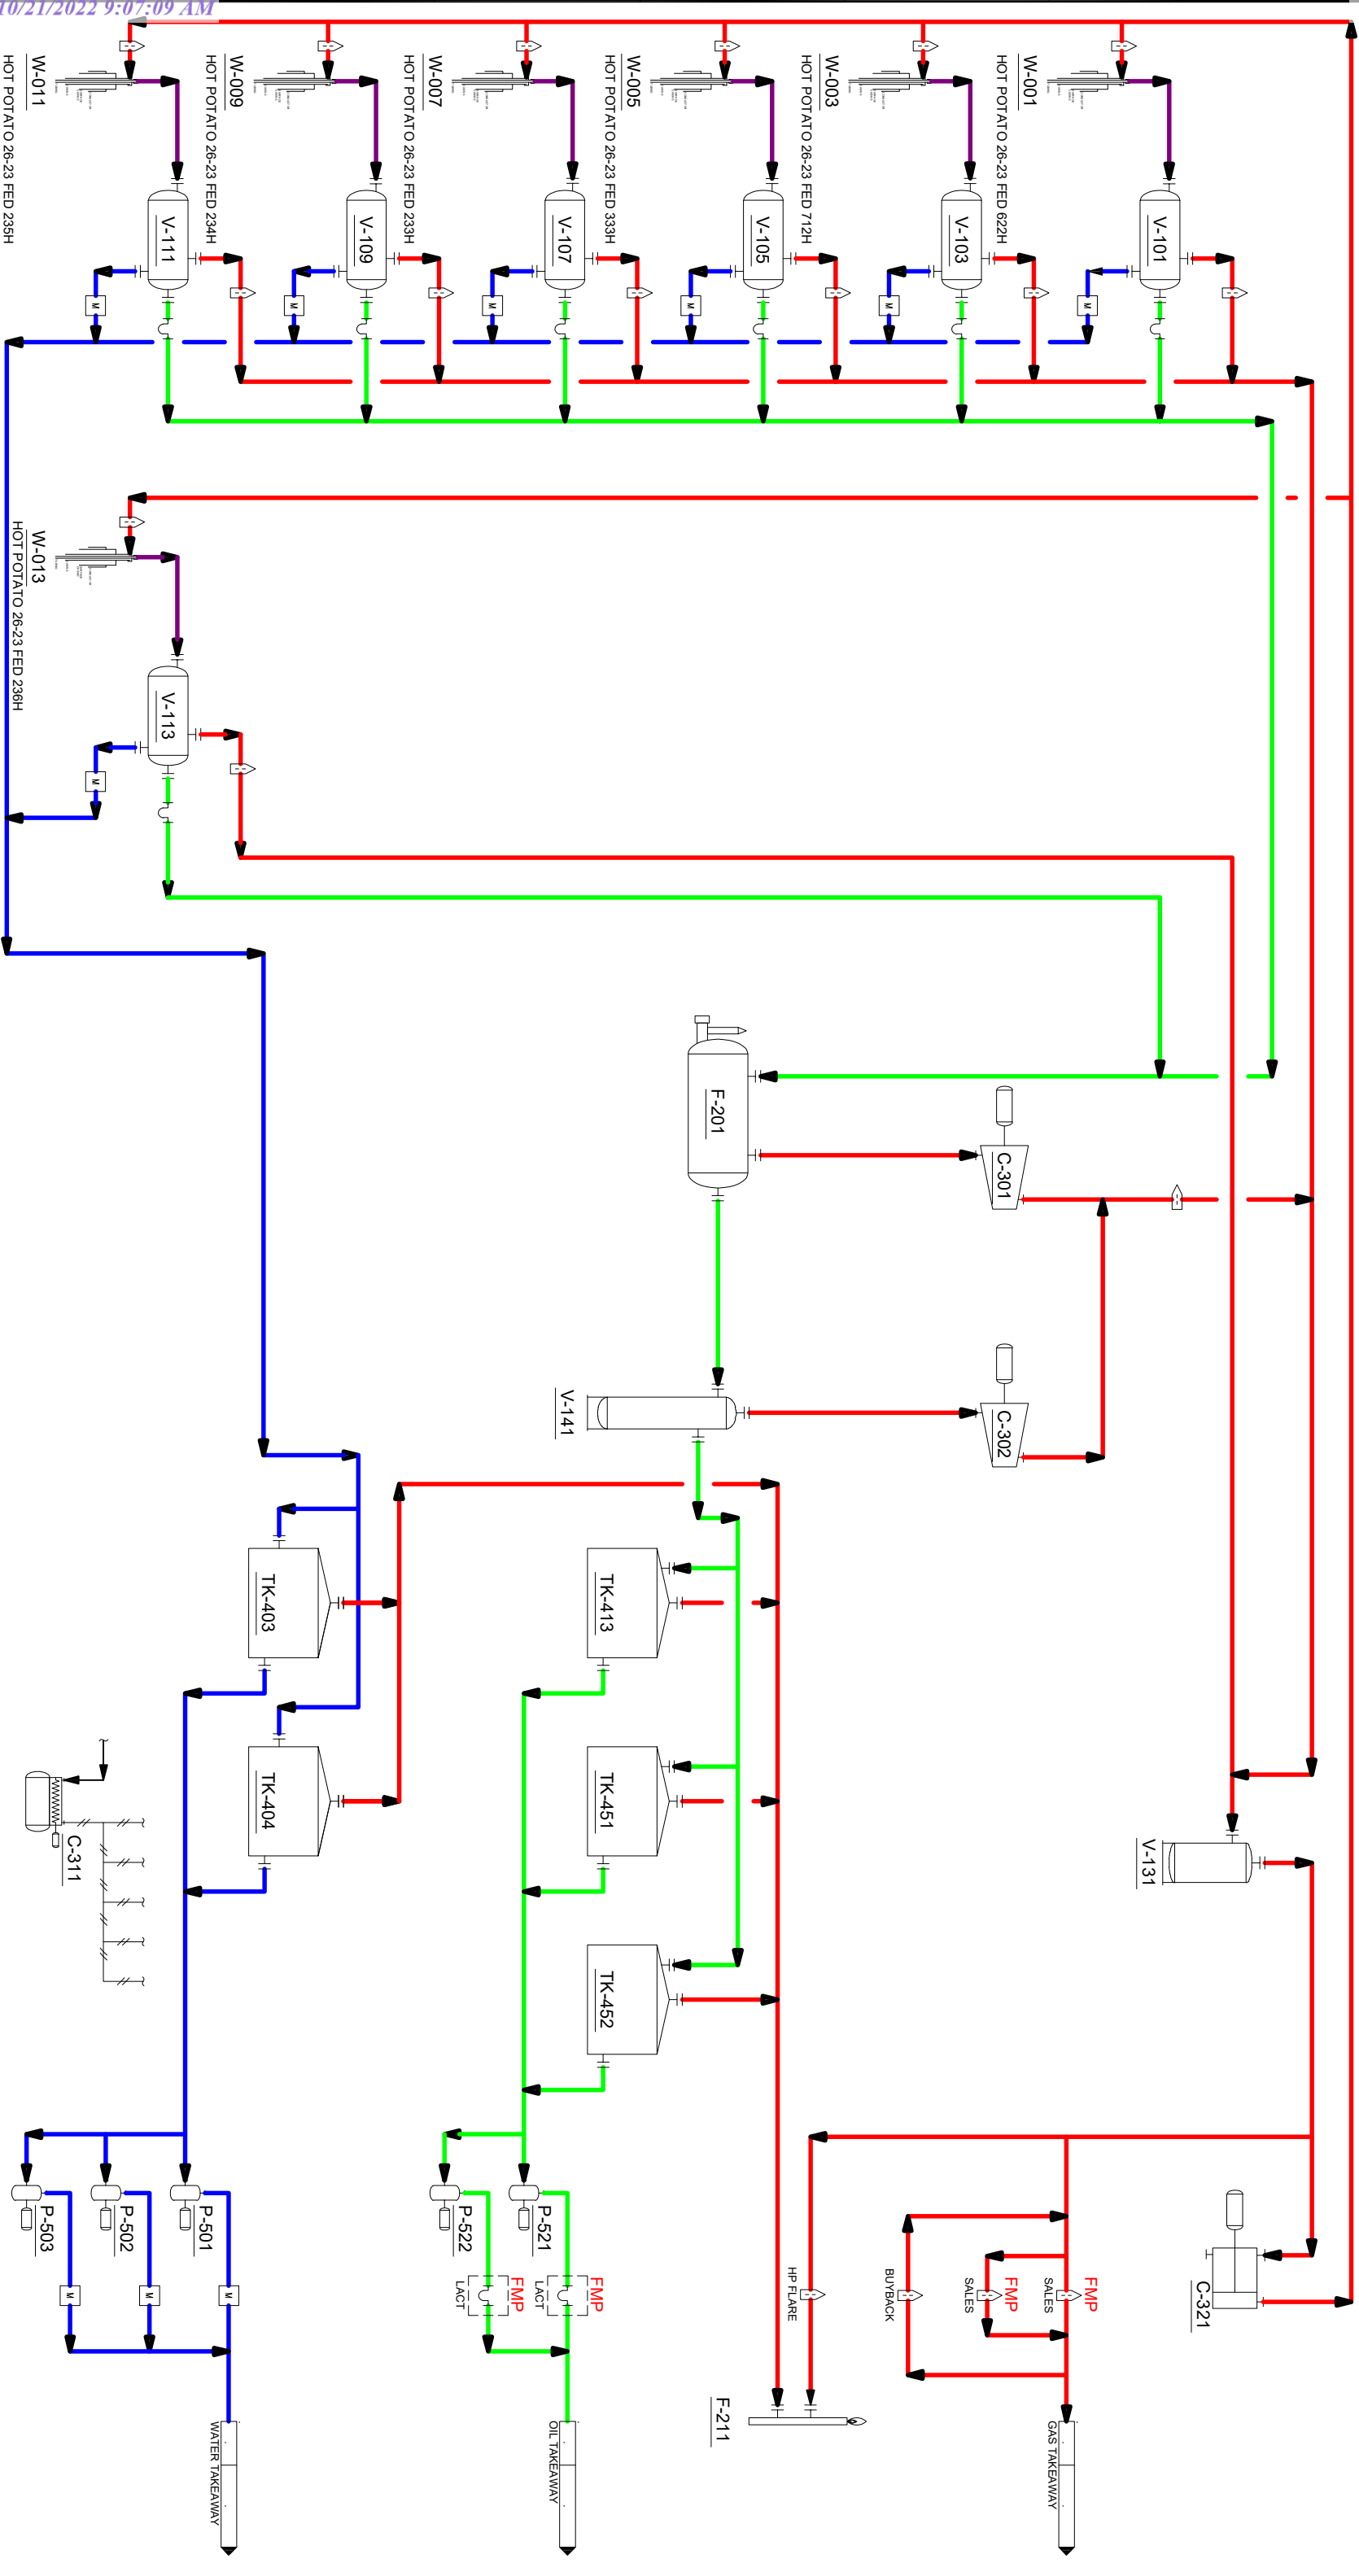 10/21/2022 9:07:09 AM
W-001
HOT POTATO 26-23 FED 622H
V-101
M
W-003
HOT POTATO 26-23 FED 712H
V-103
M
W-005
HOT POTATO 26-23 FED 333H
V-105
M
W-007
HOT POTATO 26-23 FED 233H
V-107
M
W-009
HOT POTATO 26-23 FED 234H
V-109
M
W-011
HOT POTATO 26-23 FED 235H
V-111
M
W-013
HOT POTATO 26-23 FED 236H
V-113
M
F-201
C-301
C-302
V-141
V-131
TK-413
TK-451
TK-452
TK-403
TK-404
C-311
C-321
FMP
SALES
FMP
SALES
BUYBACK
HP FLARE
F-211
GAS TAKEAWAY
P-521
FMP
LACT
P-522
FMP
LACT
OIL TAKEAWAY
P-501
M
P-502
M
P-503
M
WATER TAKEAWAY